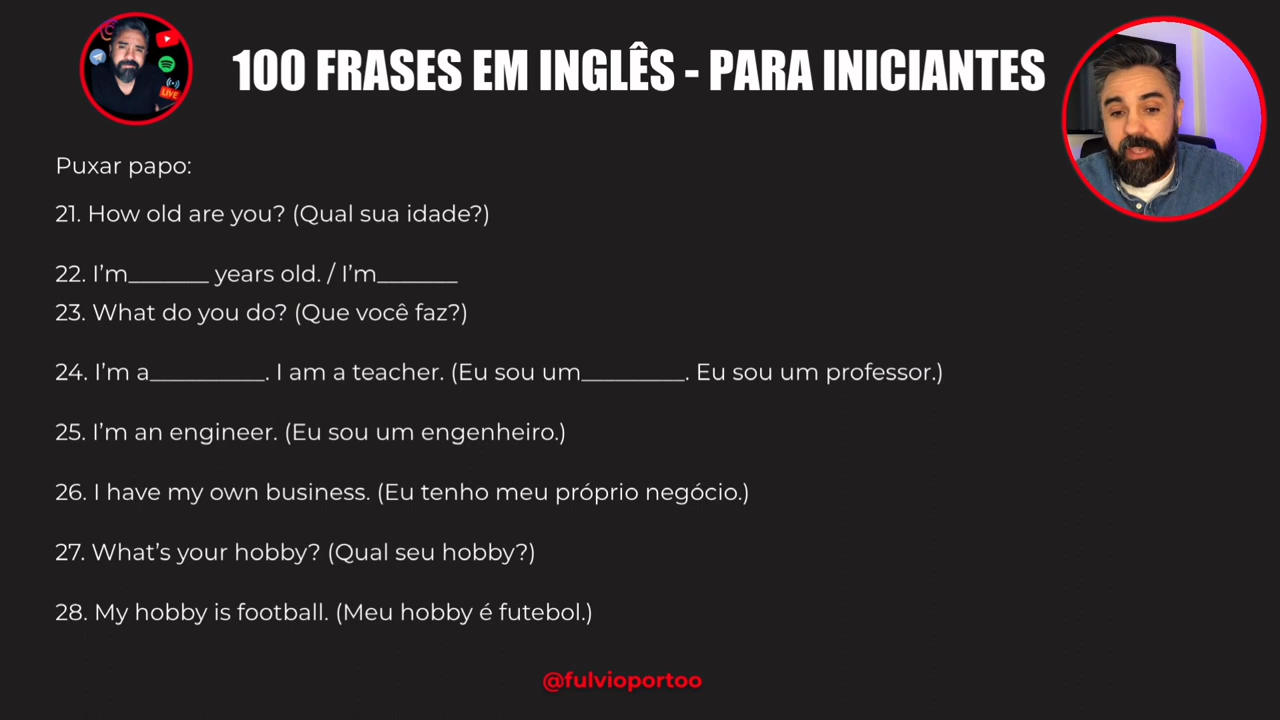 100 FRASES EM INGLÊS - PARA INICIANTES
LIVE
Puxar papo:
21. How old are you? (Qual sua idade?)
22. I’m_______ years old. / I’m_______
23. What do you do? (Que você faz?)
24. I’m a__________. I am a teacher. (Eu sou um_________. Eu sou um professor.)
25. I’m an engineer. (Eu sou um engenheiro.)
26. I have my own business. (Eu tenho meu próprio negócio.)
27. What’s your hobby? (Qual seu hobby?)
28. My hobby is football. (Meu hobby é futebol.)
@fulvioportoo